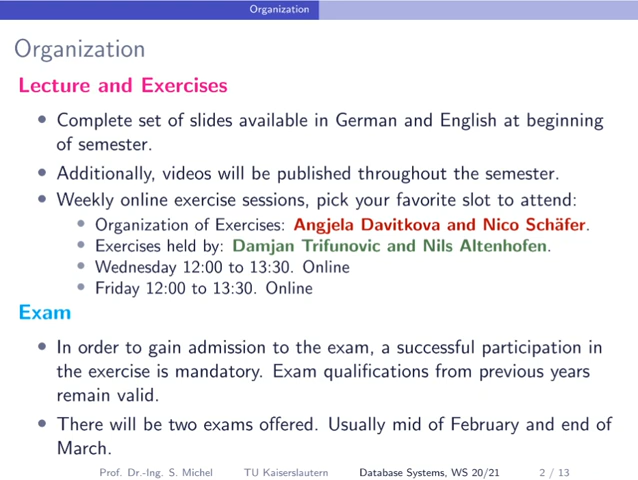 Organization
Organization
Lecture and Exercises
• Complete set of slides available in German and English at beginning
of semester.
• Additionally, videos will be published throughout the semester.
• Weekly online exercise sessions, pick your favorite slot to attend:
• Organization of Exercises: Angjela Davitkova and Nico Schäfer.
• Exercises held by: Damjan Trifunovic and Nils Altenhofen.
• Wednesday 12:00 to 13:30. Online
• Friday 12:00 to 13:30. Online
Exam
• In order to gain admission to the exam, a successful participation in
the exercise is mandatory. Exam qualifications from previous years
remain valid.
• There will be two exams offered. Usually mid of February and end of
March.
Prof. Dr.-Ing. S. Michel TU Kaiserslautern Database Systems, WS 20/21 2 / 13